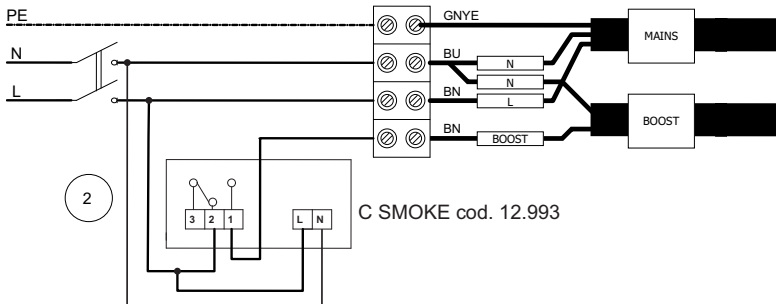 PE
GNYE
MAINS
N
BU
N
N
L
BN
L
BOOST
BN
BOOST
2
3 2 1
L N
C SMOKE cod. 12.993